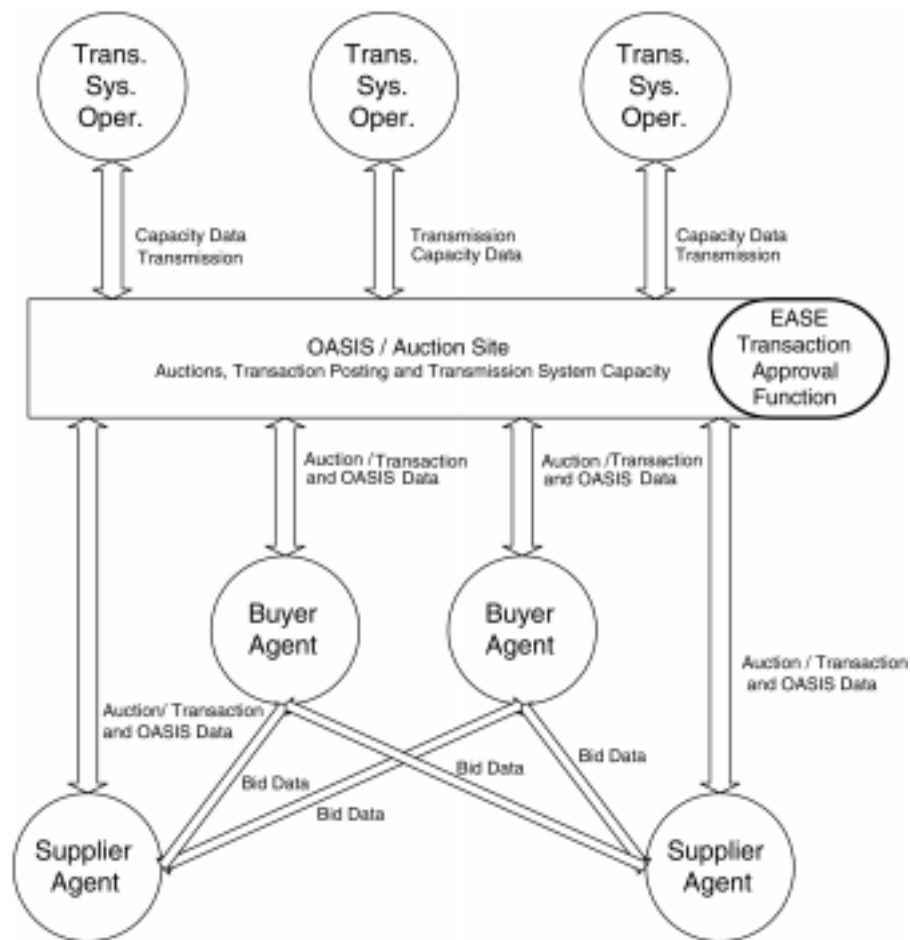 Trans.
Sys.
Oper.
Trans.
Sys.
Oper.
Trans.
Sys.
Oper.
Capacity Data
Transmission
Transmission
Capacity Data
Capacity Data
Transmission
OASIS / Auction Site
Auctions, Transaction Posting and Transmission System Capacity
EASE
Transaction
Approval
Function
Auction /Transaction
and OASIS Data
Auction /Transaction
and OASIS Data
Buyer
Agent
Buyer
Agent
Auction / Transaction
and OASIS Data
Auction/ Transaction
and OASIS Data
Bid Data
Bid Data
Bid Data
Bid Data
Supplier
Agent
Supplier
Agent